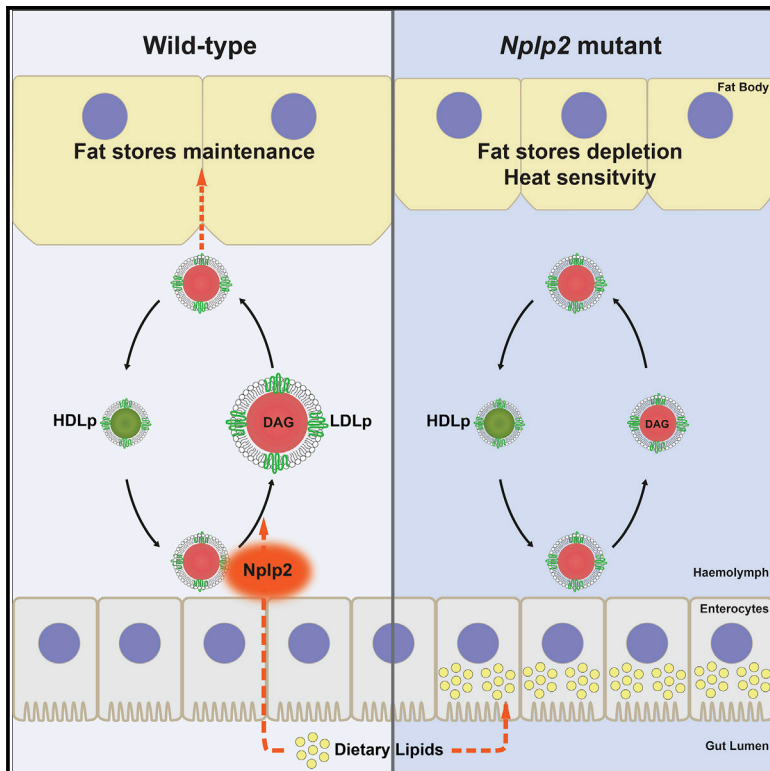 Wild-type
Nplp2 mutant
Fat Body
Fat stores maintenance
Fat stores depletion
Heat sensitvity
HDLp
DAG
LDLp
HDLp
DAG
Nplp2
Haemolymph
Enterocytes
Dietary Lipids
Gut Lumen